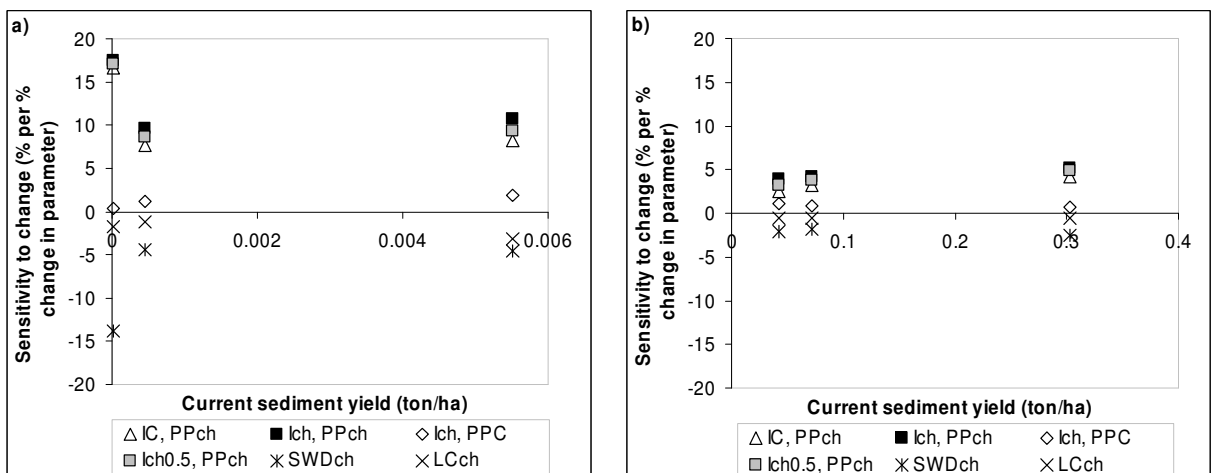 a)
Sensitivity to change (% per %
change in parameter)
20
15
10
5
0
-5
-10
-15
-20
0 0.002 0.004 0.006
Current sediment yield (ton/ha)
IC, PPch Ich, PPch Ich, PPC
Ich0.5, PPch SWDch LCch
b)
Sensitivity to change (% per %
change in parameter)
20
15
10
5
0
-5
-10
-15
-20
0 0.1 0.2 0.3 0.4
Current sediment yield (ton/ha)
IC, PPch Ich, PPch Ich, PPC
Ich0.5, PPch SWDch LCch